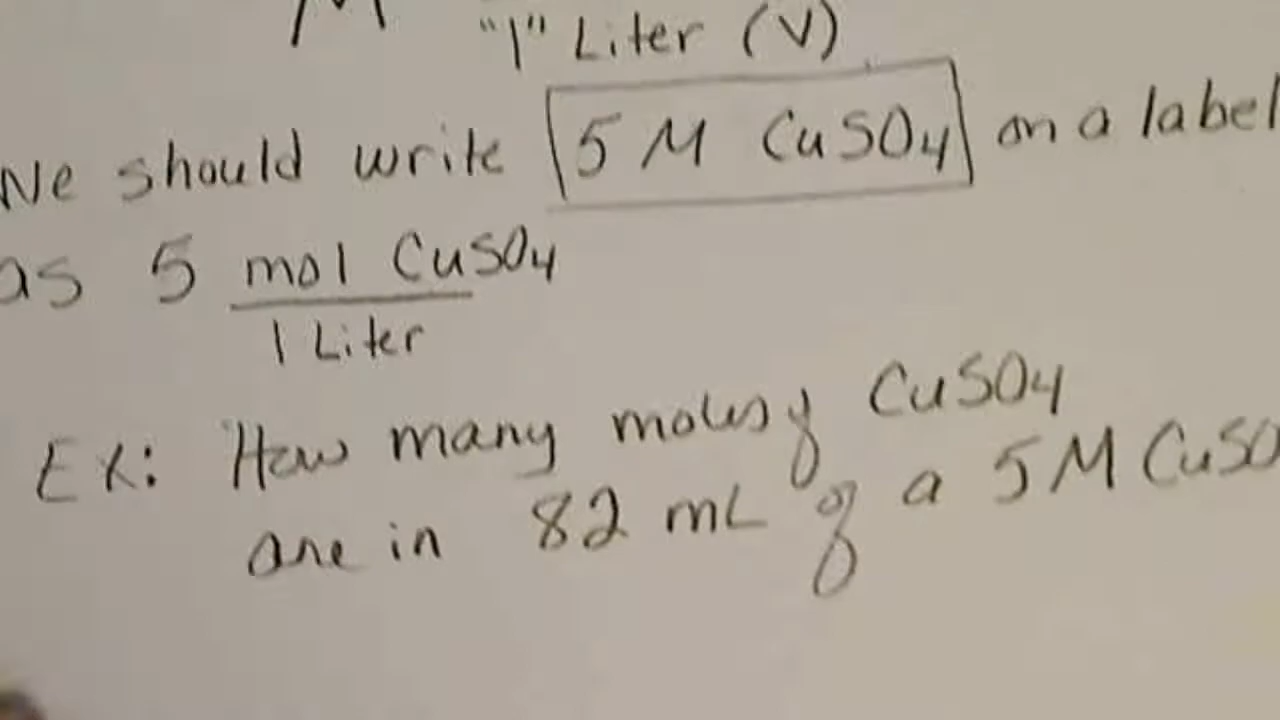 M "1" Liter (V)
We should write 5 M CuSO4 on a label
as 5 mol CuSO4
1 Liter
Ex: How many moles of CuSO4
are in 82 mL of a 5 M CuSO